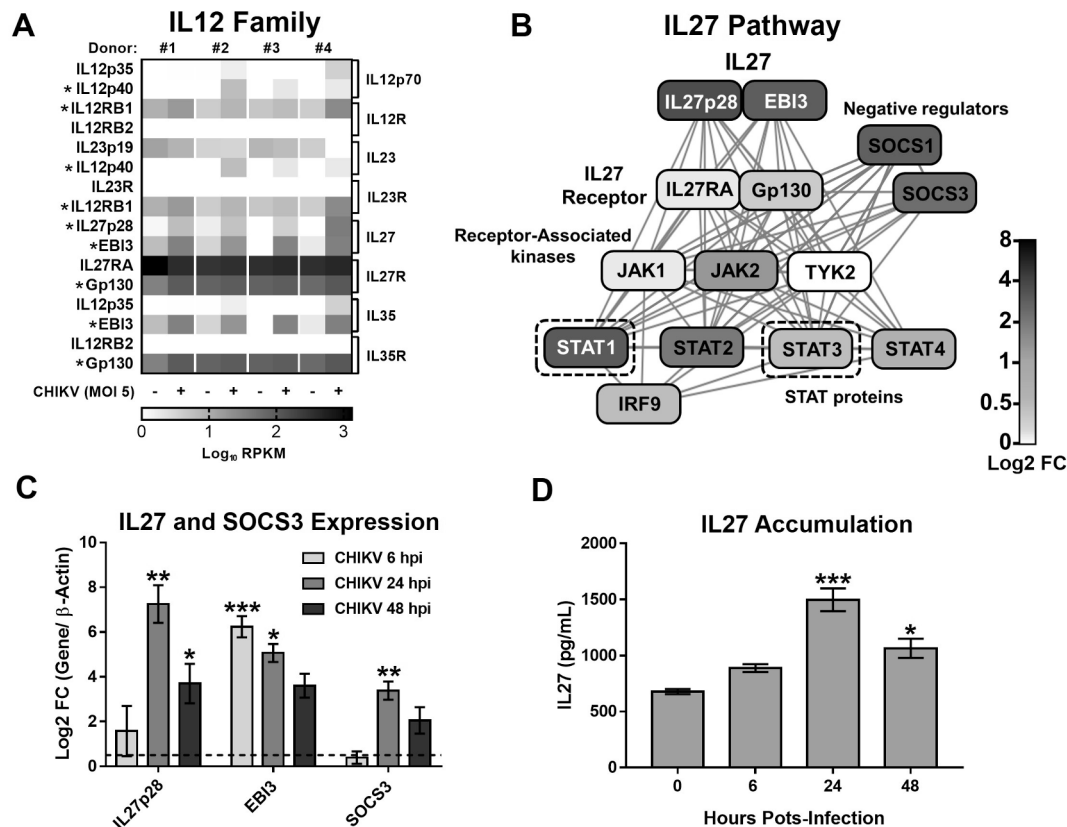 A
IL12 Family
Donor: #1 #2 #3 #4
IL12p35
* IL12p40
IL12p70
* IL12RB1
IL12RB2
IL12R
IL23p19
* IL12p40
IL23
IL23R
* IL12RB1
IL23R
* IL27p28
* EBI3
IL27
IL27RA
* Gp130
IL27R
IL12p35
* EBI3
IL35
IL12RB2
* Gp130
IL35R
CHIKV (MOI 5) - + - + - + - +
0 1 2 3
Log₁₀ RPKM
B
IL27 Pathway
IL27
IL27p28 EBI3
Negative regulators
SOCS1
SOCS3
IL27
Receptor
IL27RA Gp130
Receptor-Associated
kinases
JAK1 JAK2 TYK2
STAT1 STAT2 STAT3 STAT4
IRF9
STAT proteins
8
4
2
1
0.5
0
Log2 FC
C
IL27 and SOCS3 Expression
Log2 FC (Gene/ β-Actin)
10
8
6
4
2
0
CHIKV 6 hpi
CHIKV 24 hpi
CHIKV 48 hpi
** * *** * **
IL27p28 EBI3 SOCS3
D
IL27 Accumulation
IL27 (pg/mL)
2000
1500
1000
500
0
*** *
0 6 24 48
Hours Pots-Infection